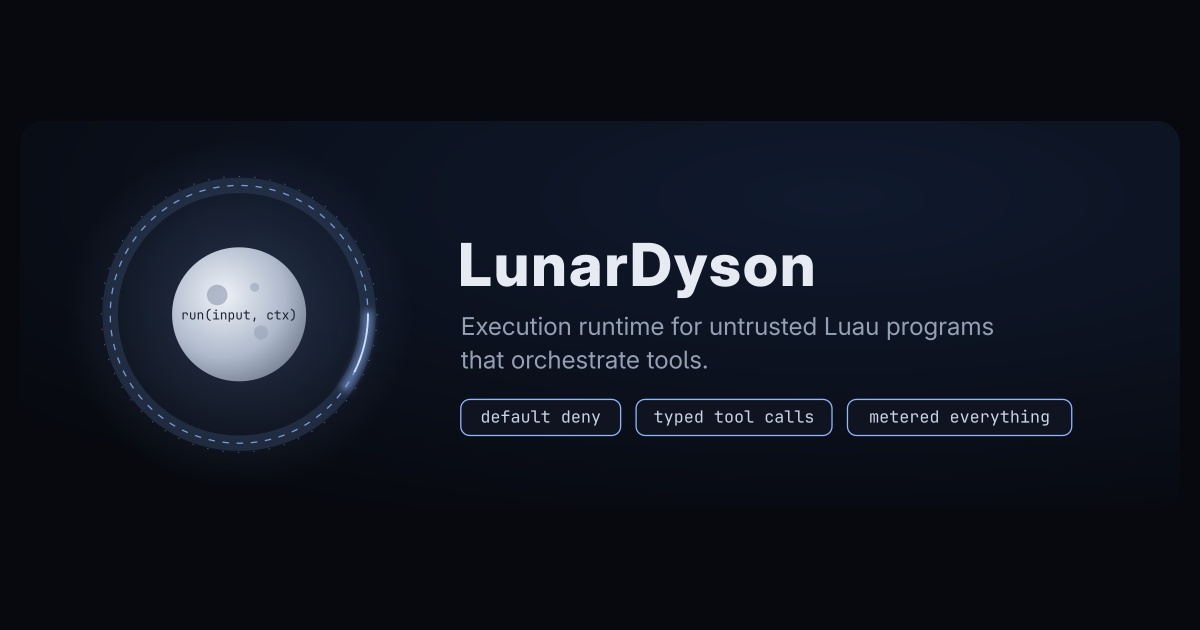 run(input, ctx)
LunarDyson
Execution runtime for untrusted Luau programs
that orchestrate tools.
default deny
typed tool calls
metered everything